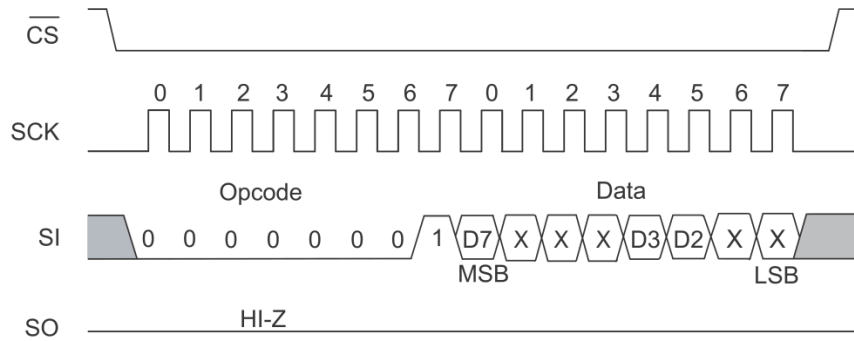 CS
0 1 2 3 4 5 6 7 0 1 2 3 4 5 6 7
SCK
Opcode Data
SI 0 0 0 0 0 0 0 1 D7 X X X D3 D2 X X
MSB LSB
HI-Z
SO